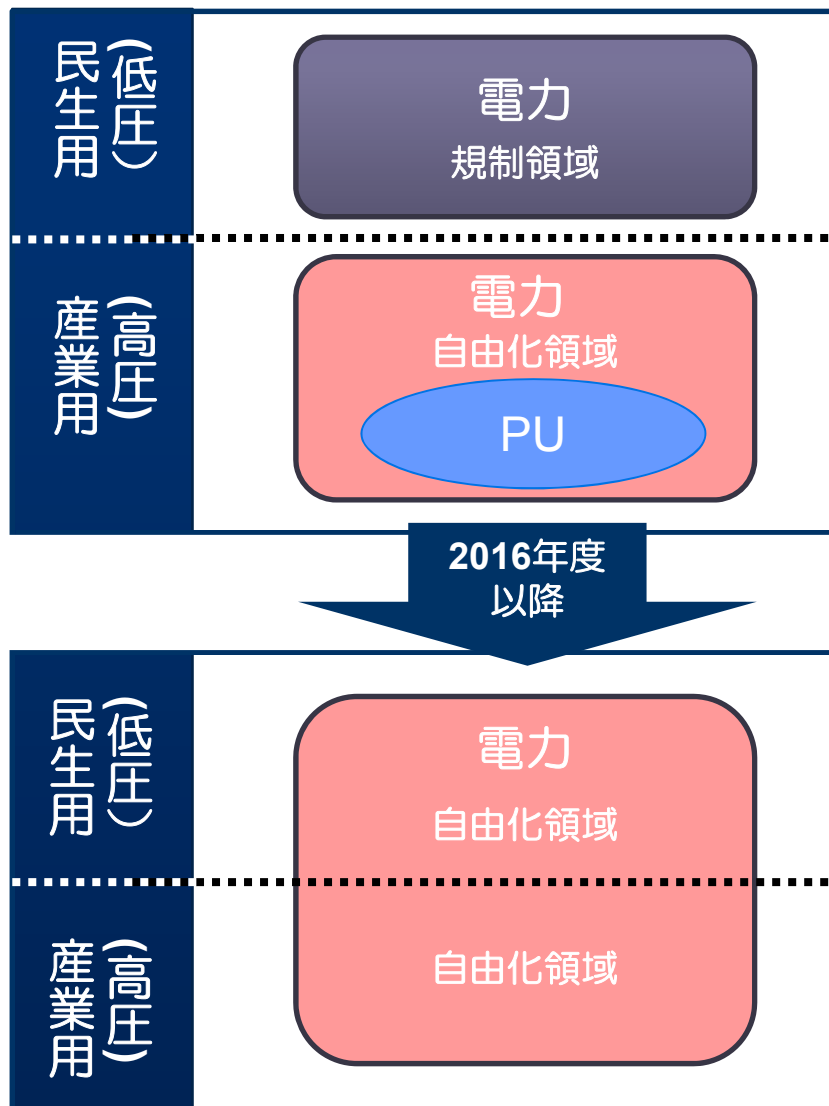 民生用
(低圧)
電力
規制領域
産業用
(高圧)
電力
自由化領域
PU
2016年度
以降
民生用
(低圧)
電力
自由化領域
産業用
(高圧)
自由化領域